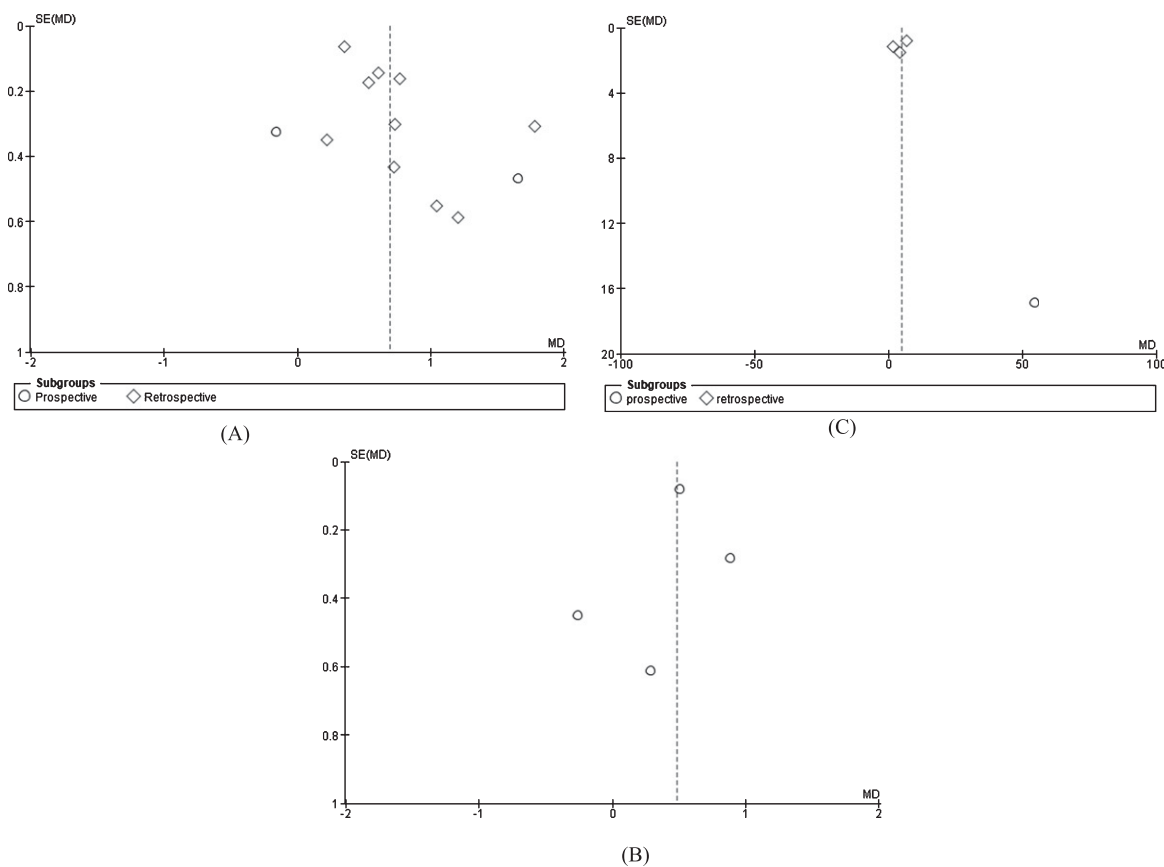 SE(MD)
0
0.2
0.4
0.6
0.8
1
-2
-1
0
1
2
MD
Subgroups
Prospective Retrospective
(A)
SE(MD)
0
4
8
12
16
20
-100
-50
0
50
100
MD
Subgroups
prospective retrospective
(C)
SE(MD)
0
0.2
0.4
0.6
0.8
1
-2
-1
0
1
2
MD
(B)